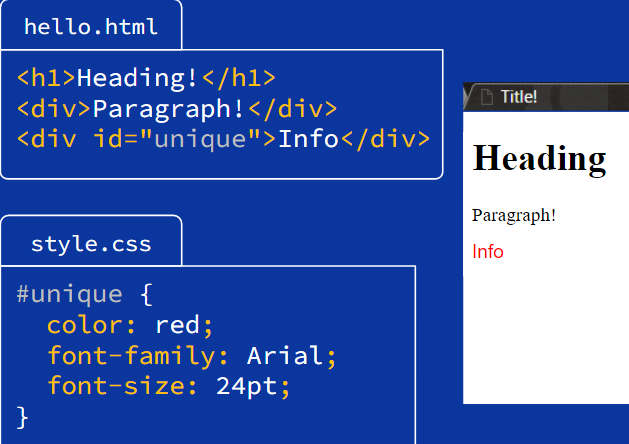 hello.html
<h1>Heading!</h1>
<div>Paragraph!</div>
<div id="unique">Info</div>
style.css
#unique {
color: red;
font-family: Arial;
font-size: 24pt;
}
Title!
Heading
Paragraph!
Info